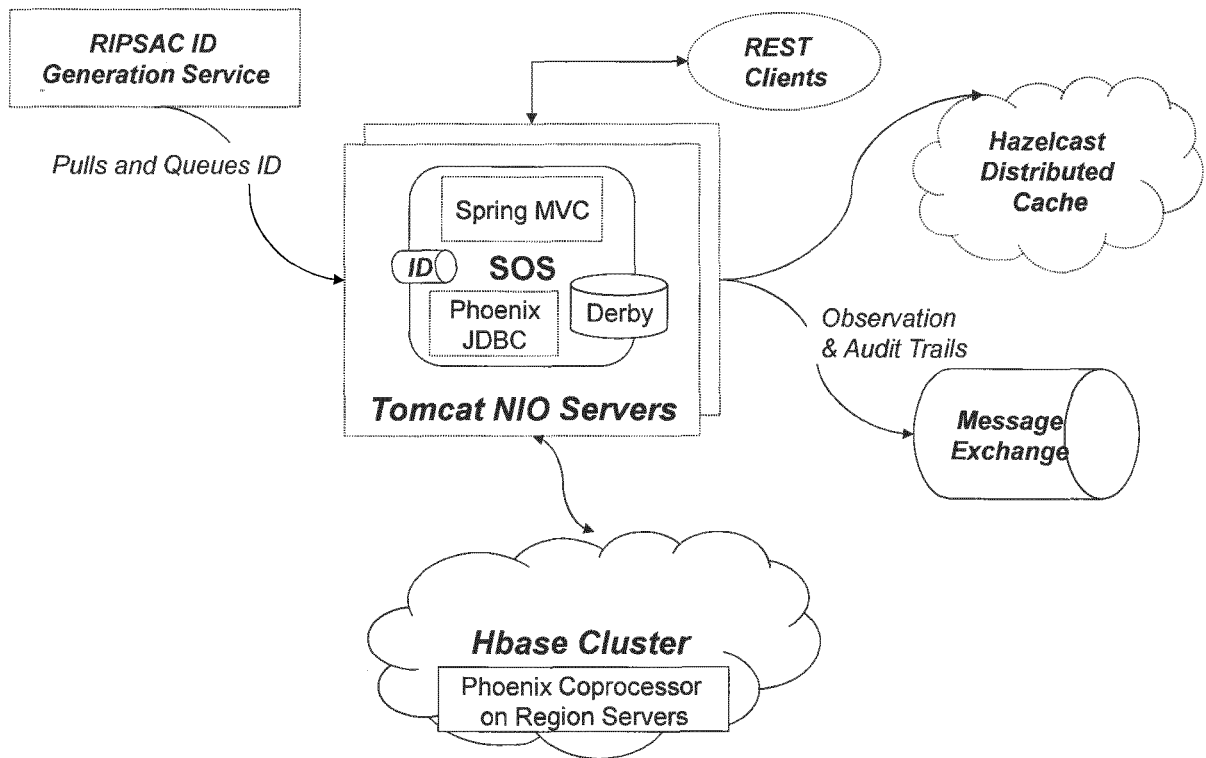 RIPSAC ID
Generation Service
REST
Clients
Pulls and Queues ID
Hazelcast
Distributed
Cache
Spring MVC
ID
SOS
Phoenix
JDBC
Derby
Observation
& Audit Trails
Tomcat NIO Servers
Message
Exchange
Hbase Cluster
Phoenix Coprocessor
on Region Servers